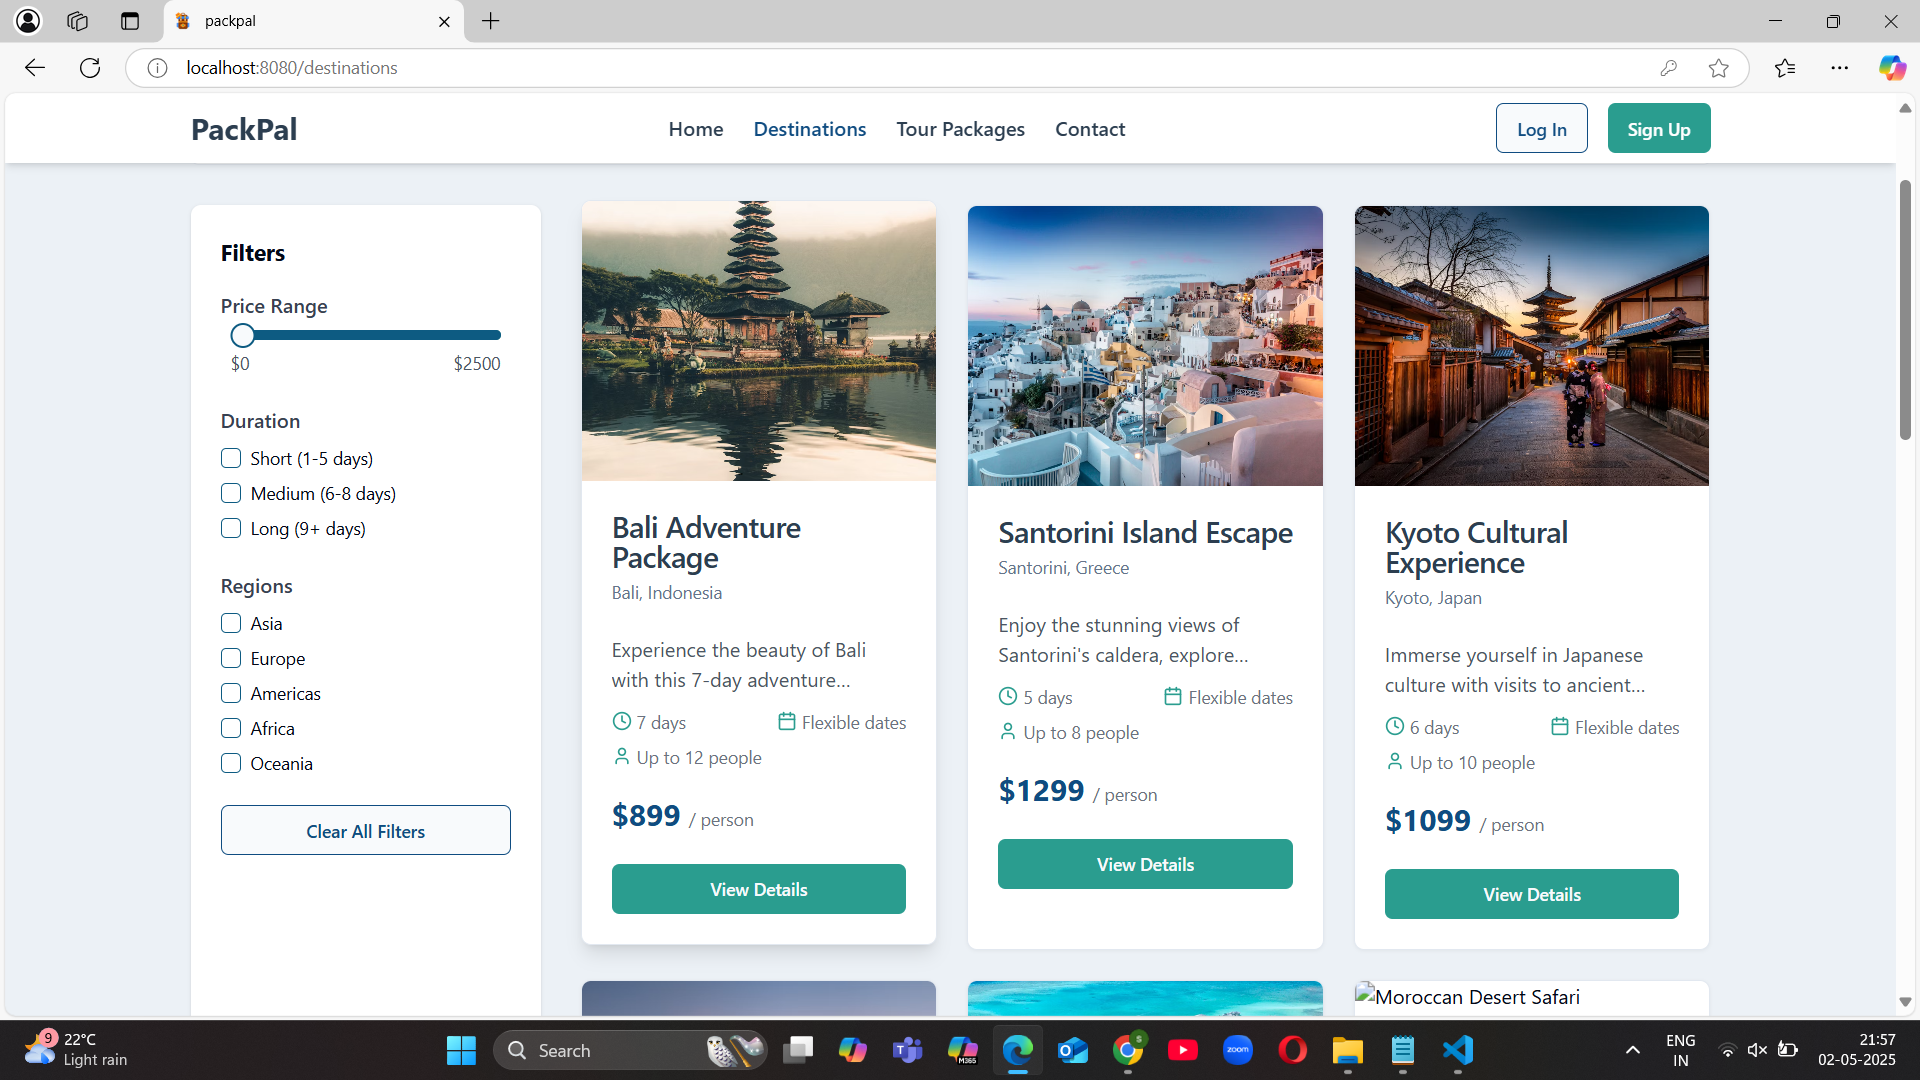 packpal
localhost:8080/destinations
PackPal
Home
Destinations
Tour Packages
Contact
Log In
Sign Up
Filters
Price Range
$0
$2500
Duration
Short (1-5 days)
Medium (6-8 days)
Long (9+ days)
Regions
Asia
Europe
Americas
Africa
Oceania
Clear All Filters
Bali Adventure
Package
Bali, Indonesia
Experience the beauty of Bali
with this 7-day adventure...
7 days
Flexible dates
Up to 12 people
$899 / person
View Details
Santorini Island Escape
Santorini, Greece
Enjoy the stunning views of
Santorini's caldera, explore...
5 days
Flexible dates
Up to 8 people
$1299 / person
View Details
Kyoto Cultural
Experience
Kyoto, Japan
Immerse yourself in Japanese
culture with visits to ancient...
6 days
Flexible dates
Up to 10 people
$1099 / person
View Details
Moroccan Desert Safari
9
22°C
Light rain
Search
M365
zoom
S
ENG
IN
21:57
02-05-2025